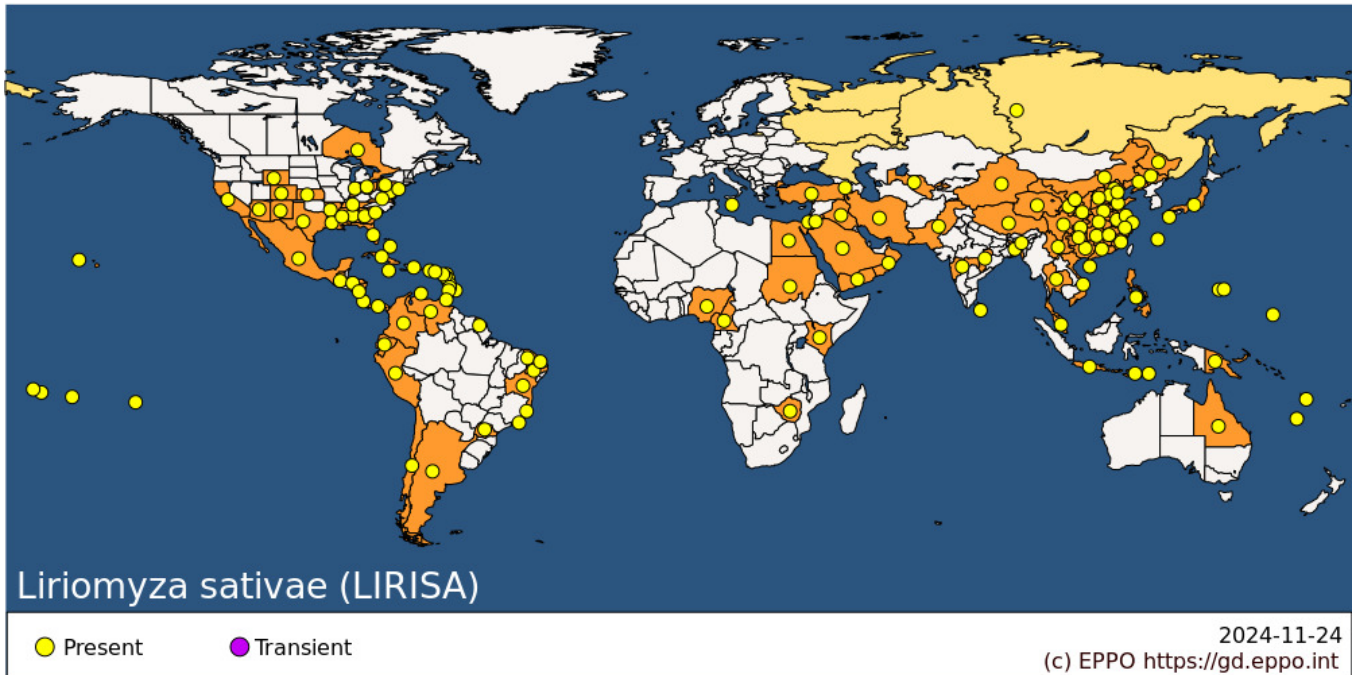 Liriomyza sativae (LIRISA)
Present
Transient
2024-11-24
(c) EPPO https://gd.eppo.int